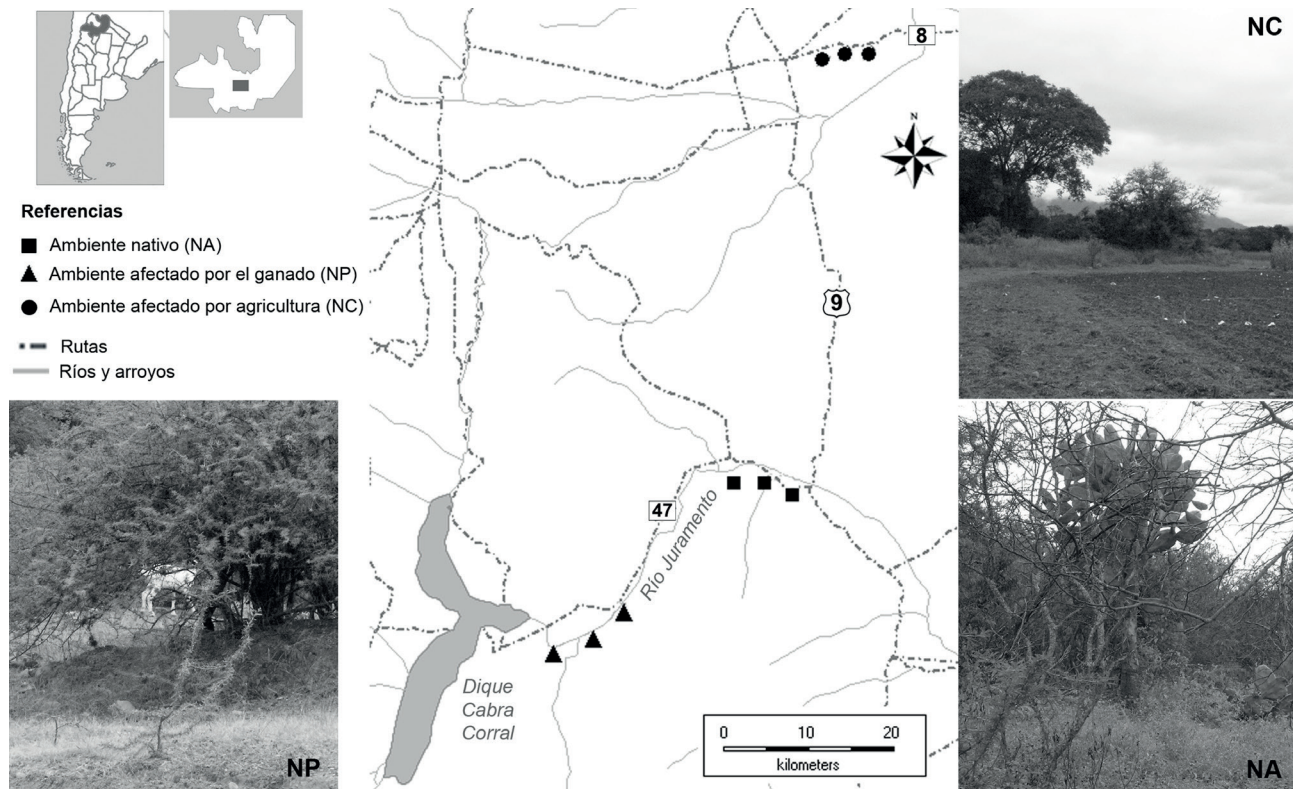 Referencias
Ambiente nativo (NA)
Ambiente afectado por el ganado (NP)
Ambiente afectado por agricultura (NC)
Rutas
Ríos y arroyos
NP
8
N
9
47
Río Juramento
Dique
Cabra
Corral
0 10 20
kilometers
NC
NA